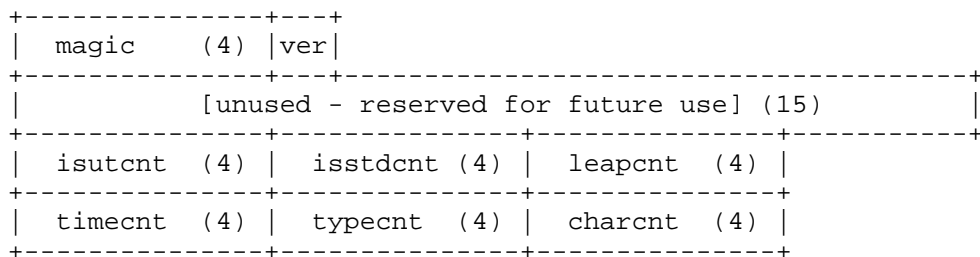 +---------------+---+
|  magic    (4) |ver|
+---------------+---+---------------------------------------+
|           [unused - reserved for future use] (15)         |
+---------------+---------------+---------------+-----------+
|  isutcnt  (4) |  isstdcnt (4) |  leapcnt  (4) |
+---------------+---------------+---------------+
|  timecnt  (4) |  typecnt  (4) |  charcnt  (4) |
+---------------+---------------+---------------+